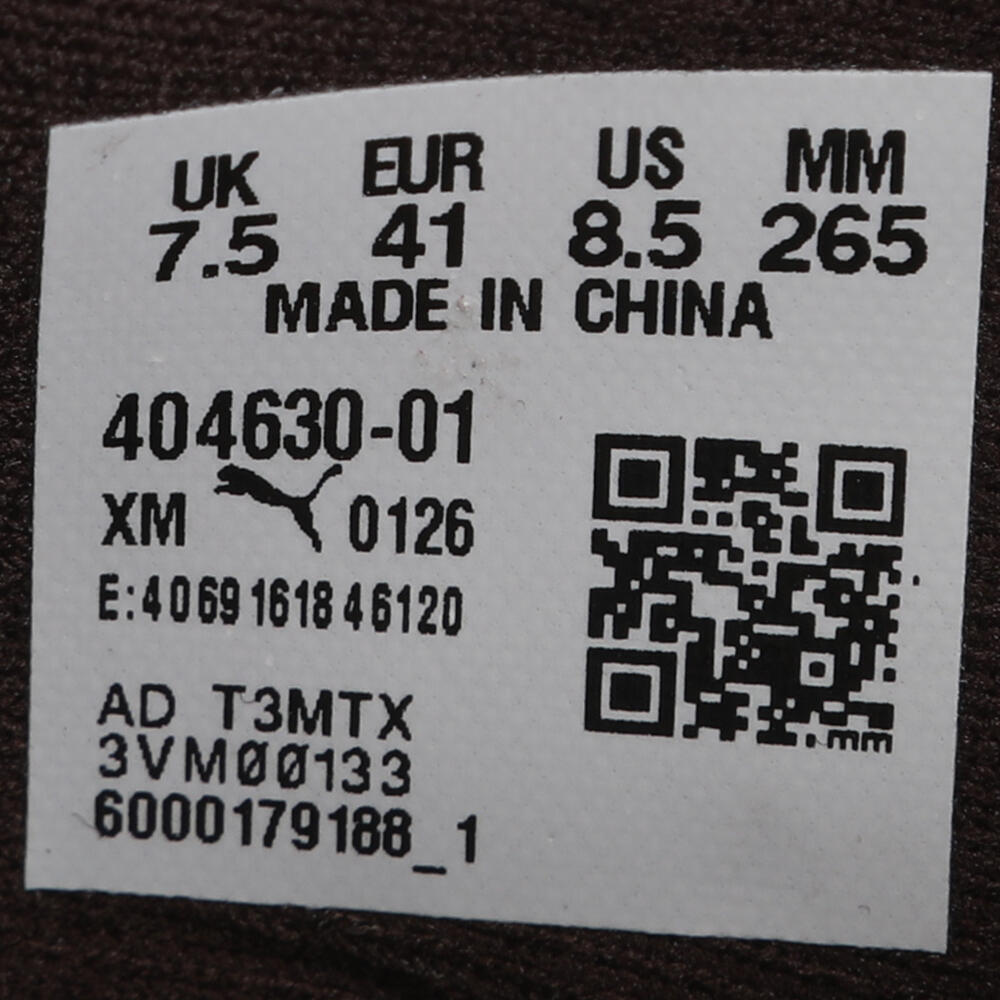 UK EUR US MM
7.5 41 8.5 265
MADE IN CHINA
404630-01
XM 0126
E:4069161846120
AD T3MTX
3VM00133
6000179188_1